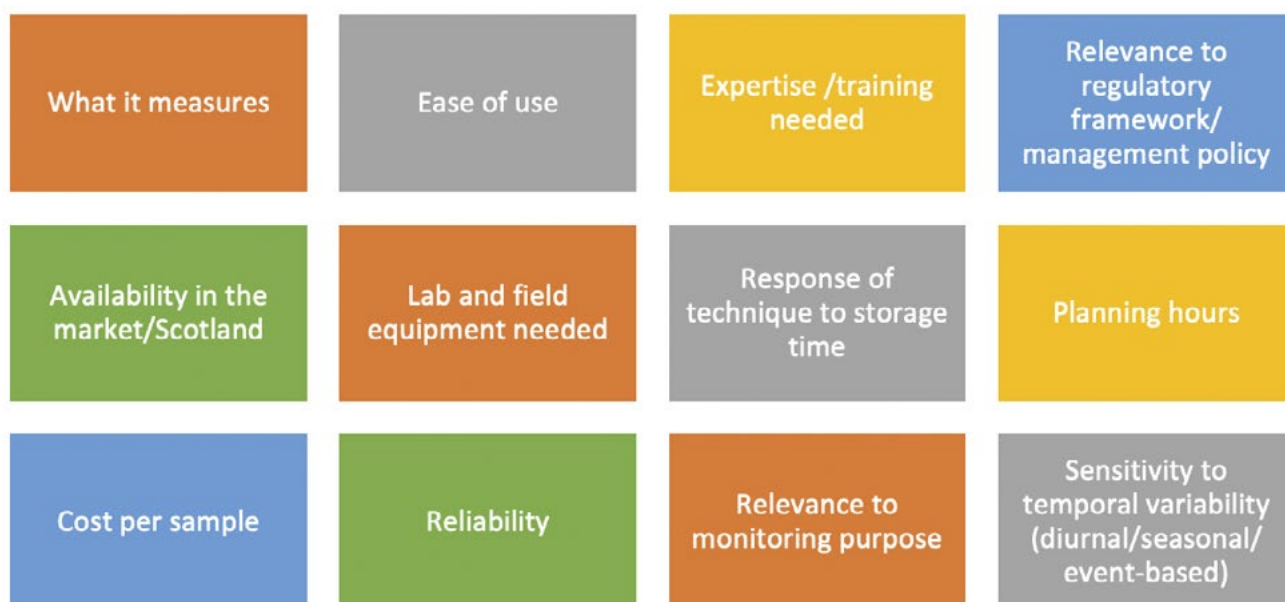 What it measures
Ease of use
Expertise /training
needed
Relevance to
regulatory
framework/
management policy
Availability in the
market/Scotland
Lab and field
equipment needed
Response of
technique to storage
time
Planning hours
Cost per sample
Reliability
Relevance to
monitoring purpose
Sensitivity to
temporal variability
(diurnal/seasonal/
event-based)